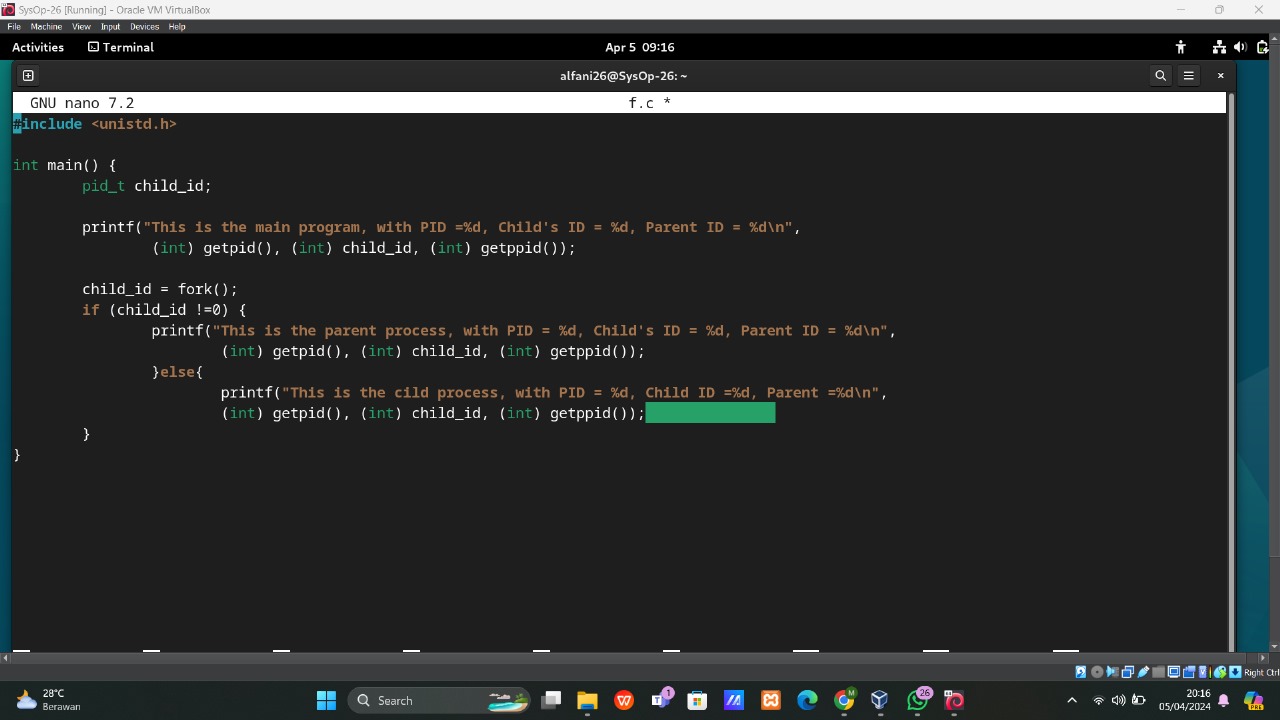 SysOp-26 [Running] - Oracle VM VirtualBox
File Machine View Input Devices Help
Activities Terminal Apr 5 09:16
alfani26@SysOp-26: ~
GNU nano 7.2 f.c *
#include <unistd.h>
int main() {
pid_t child_id;
printf("This is the main program, with PID =%d, Child's ID = %d, Parent ID = %d\n",
(int) getpid(), (int) child_id, (int) getppid());
child_id = fork();
if (child_id !=0) {
printf("This is the parent process, with PID = %d, Child's ID = %d, Parent ID = %d\n",
(int) getpid(), (int) child_id, (int) getppid());
}else{
printf("This is the cild process, with PID = %d, Child ID =%d, Parent =%d\n",
(int) getpid(), (int) child_id, (int) getppid());
}
}
Right Ctrl
28°C
Berawan
Search
1
M
26
20:16
05/04/2024
PRE